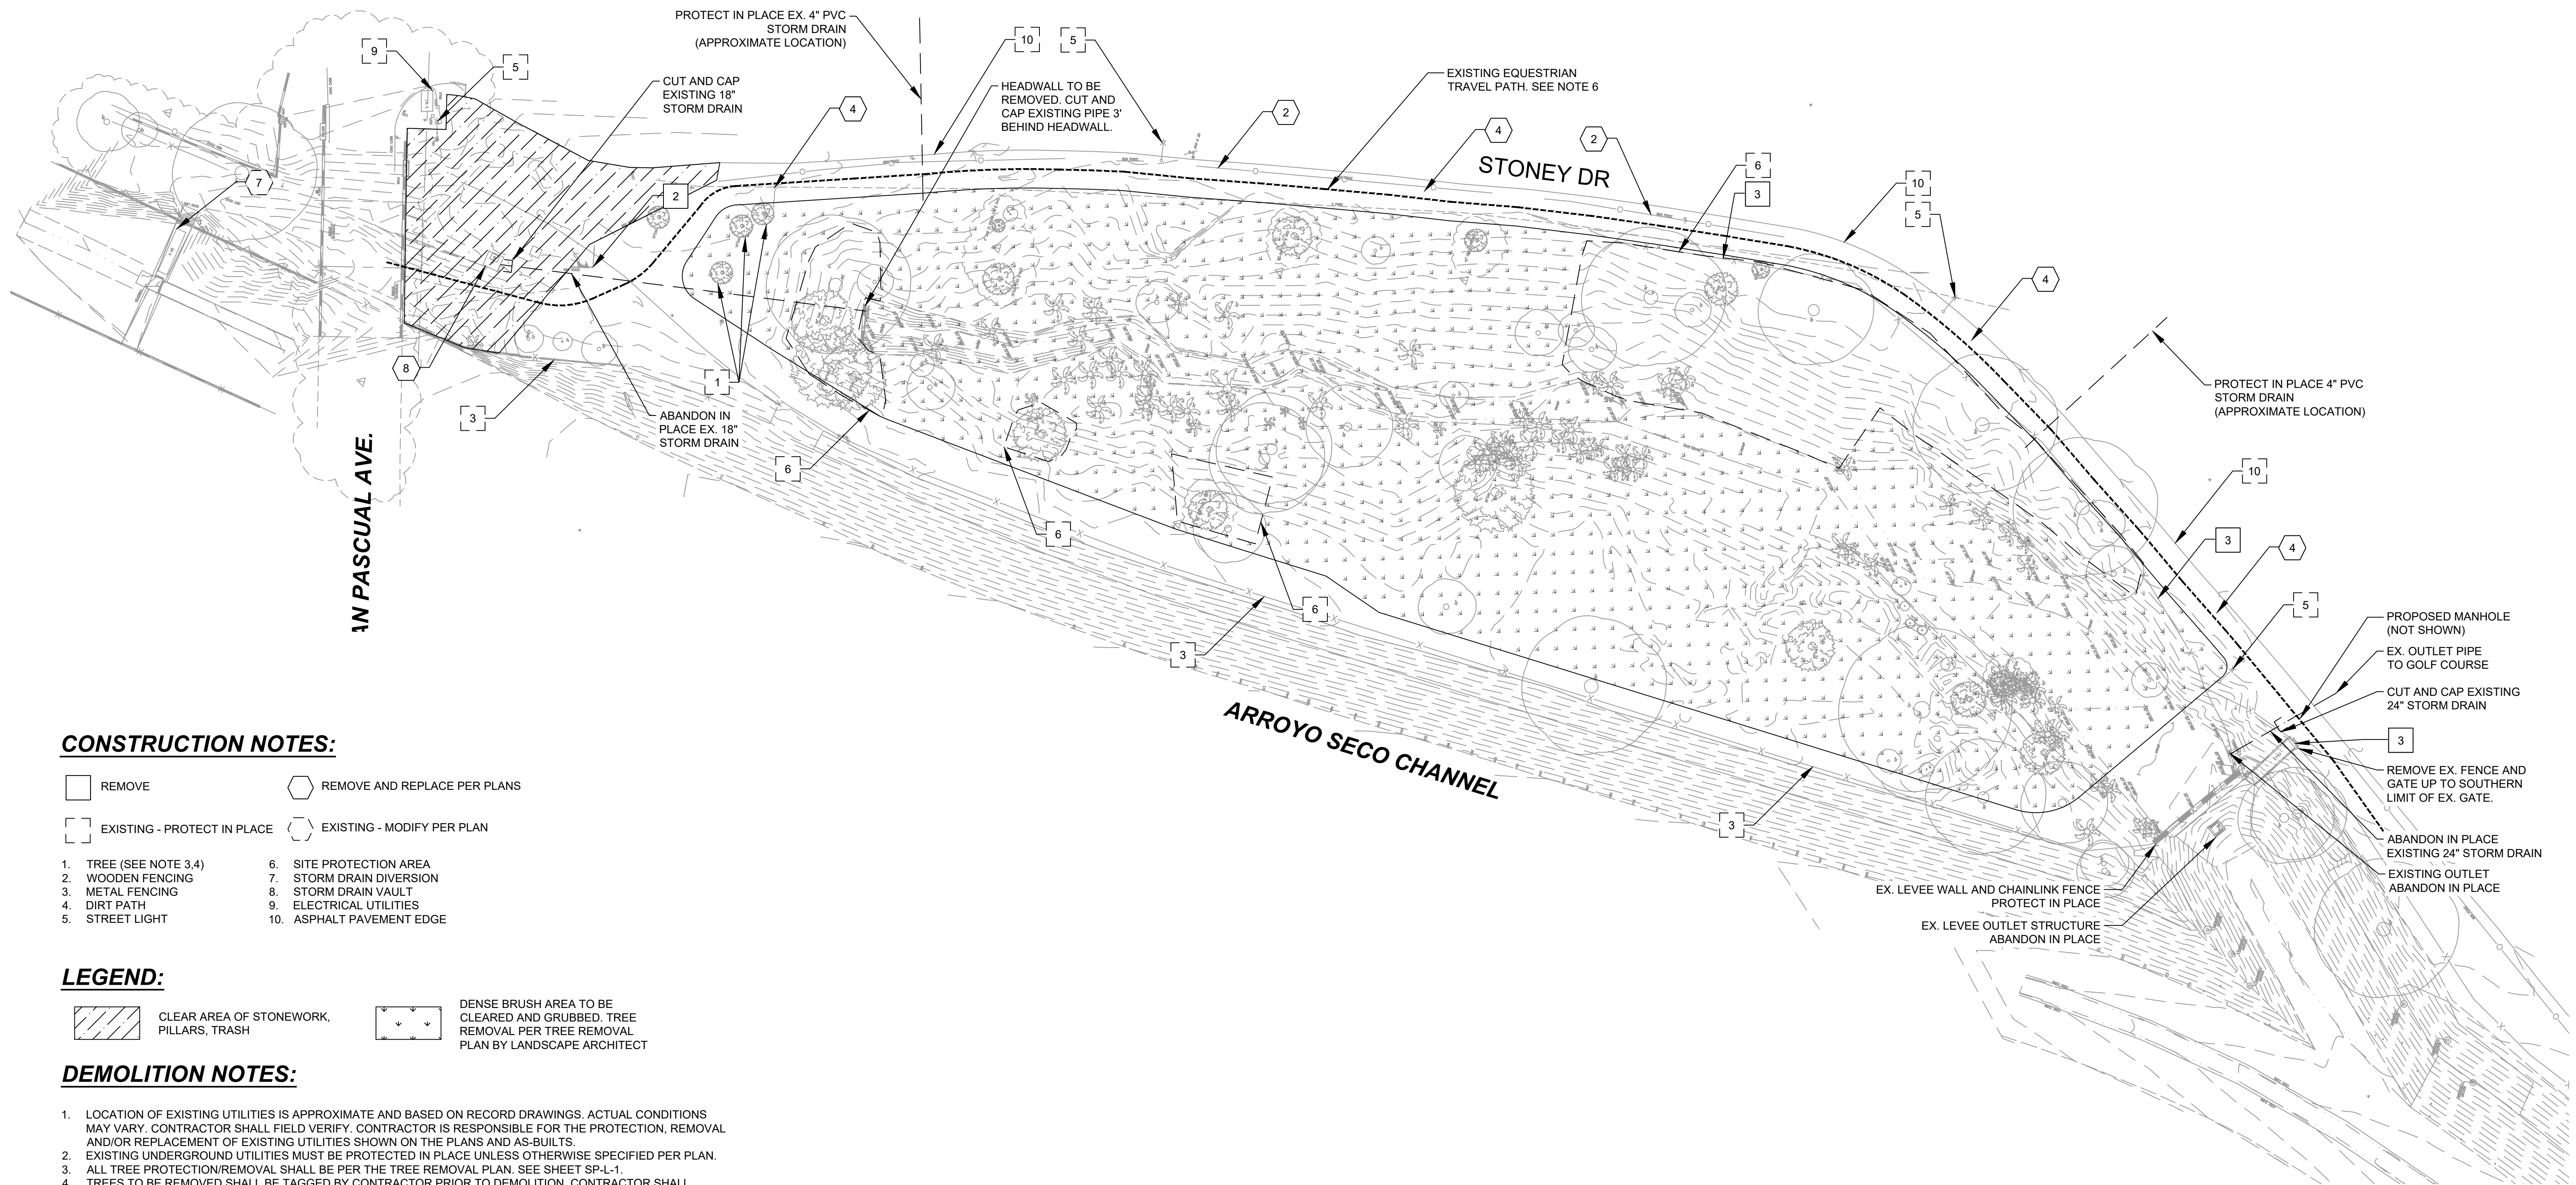 PROTECT IN PLACE EX. 4" PVC
STORM DRAIN
(APPROXIMATE LOCATION)
9
5
CUT AND CAP
EXISTING 18"
STORM DRAIN
4
10
5
HEADWALL TO BE
REMOVED. CUT AND
CAP EXISTING PIPE 3'
BEHIND HEADWALL.
2
EXISTING EQUESTRIAN
TRAVEL PATH. SEE NOTE 6
4
2
STONEY DR
6
3
10
5
4
7
2
8
3
1
ABANDON IN
PLACE EX. 18"
STORM DRAIN
6
6
6
3
3
AN PASCUAL AVE.
ARROYO SECO CHANNEL
PROTECT IN PLACE 4" PVC
STORM DRAIN
(APPROXIMATE LOCATION)
10
3
4
5
PROPOSED MANHOLE
(NOT SHOWN)
EX. OUTLET PIPE
TO GOLF COURSE
CUT AND CAP EXISTING
24" STORM DRAIN
3
REMOVE EX. FENCE AND
GATE UP TO SOUTHERN
LIMIT OF EX. GATE.
ABANDON IN PLACE
EXISTING 24" STORM DRAIN
EXISTING OUTLET
ABANDON IN PLACE
EX. LEVEE WALL AND CHAINLINK FENCE
PROTECT IN PLACE
EX. LEVEE OUTLET STRUCTURE
ABANDON IN PLACE
CONSTRUCTION NOTES:
REMOVE
REMOVE AND REPLACE PER PLANS
EXISTING - PROTECT IN PLACE
EXISTING - MODIFY PER PLAN
1. TREE (SEE NOTE 3,4)
2. WOODEN FENCING
3. METAL FENCING
4. DIRT PATH
5. STREET LIGHT
6. SITE PROTECTION AREA
7. STORM DRAIN DIVERSION
8. STORM DRAIN VAULT
9. ELECTRICAL UTILITIES
10. ASPHALT PAVEMENT EDGE
LEGEND:
CLEAR AREA OF STONEWORK,
PILLARS, TRASH
DENSE BRUSH AREA TO BE
CLEARED AND GRUBBED. TREE
REMOVAL PER TREE REMOVAL
PLAN BY LANDSCAPE ARCHITECT
DEMOLITION NOTES:
1. LOCATION OF EXISTING UTILITIES IS APPROXIMATE AND BASED ON RECORD DRAWINGS. ACTUAL CONDITIONS
MAY VARY. CONTRACTOR SHALL FIELD VERIFY. CONTRACTOR IS RESPONSIBLE FOR THE PROTECTION, REMOVAL
AND/OR REPLACEMENT OF EXISTING UTILITIES SHOWN ON THE PLANS AND AS-BUILTS.
2. EXISTING UNDERGROUND UTILITIES MUST BE PROTECTED IN PLACE UNLESS OTHERWISE SPECIFIED PER PLAN.
3. ALL TREE PROTECTION/REMOVAL SHALL BE PER THE TREE REMOVAL PLAN. SEE SHEET SP-L-1.
4. TREES TO BE REMOVED SHALL BE TAGGED BY CONTRACTOR PRIOR TO DEMOLITION. CONTRACTOR SHALL